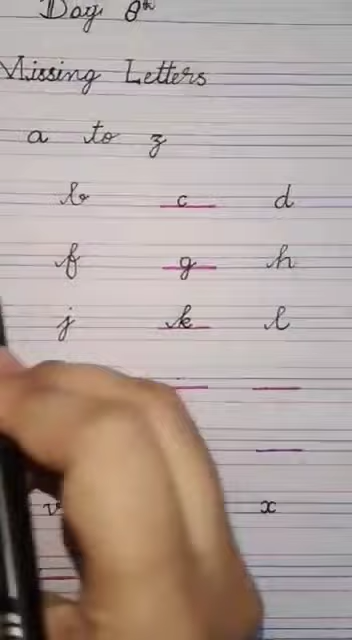 Day 8th
Missing Letters
a to z
b c d
f g h
j k l
v x